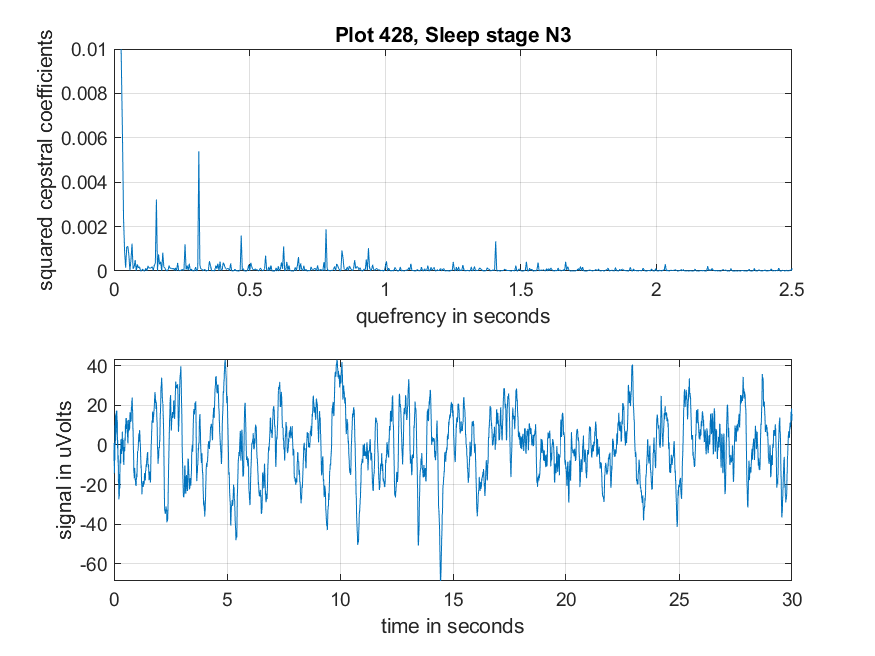 Plot 428, Sleep stage N3
squared cepstral coefficients
0.01
0.008
0.006
0.004
0.002
0
0 0.5 1 1.5 2 2.5
quefrency in seconds
signal in uVolts
40
20
0
-20
-40
-60
0 5 10 15 20 25 30
time in seconds